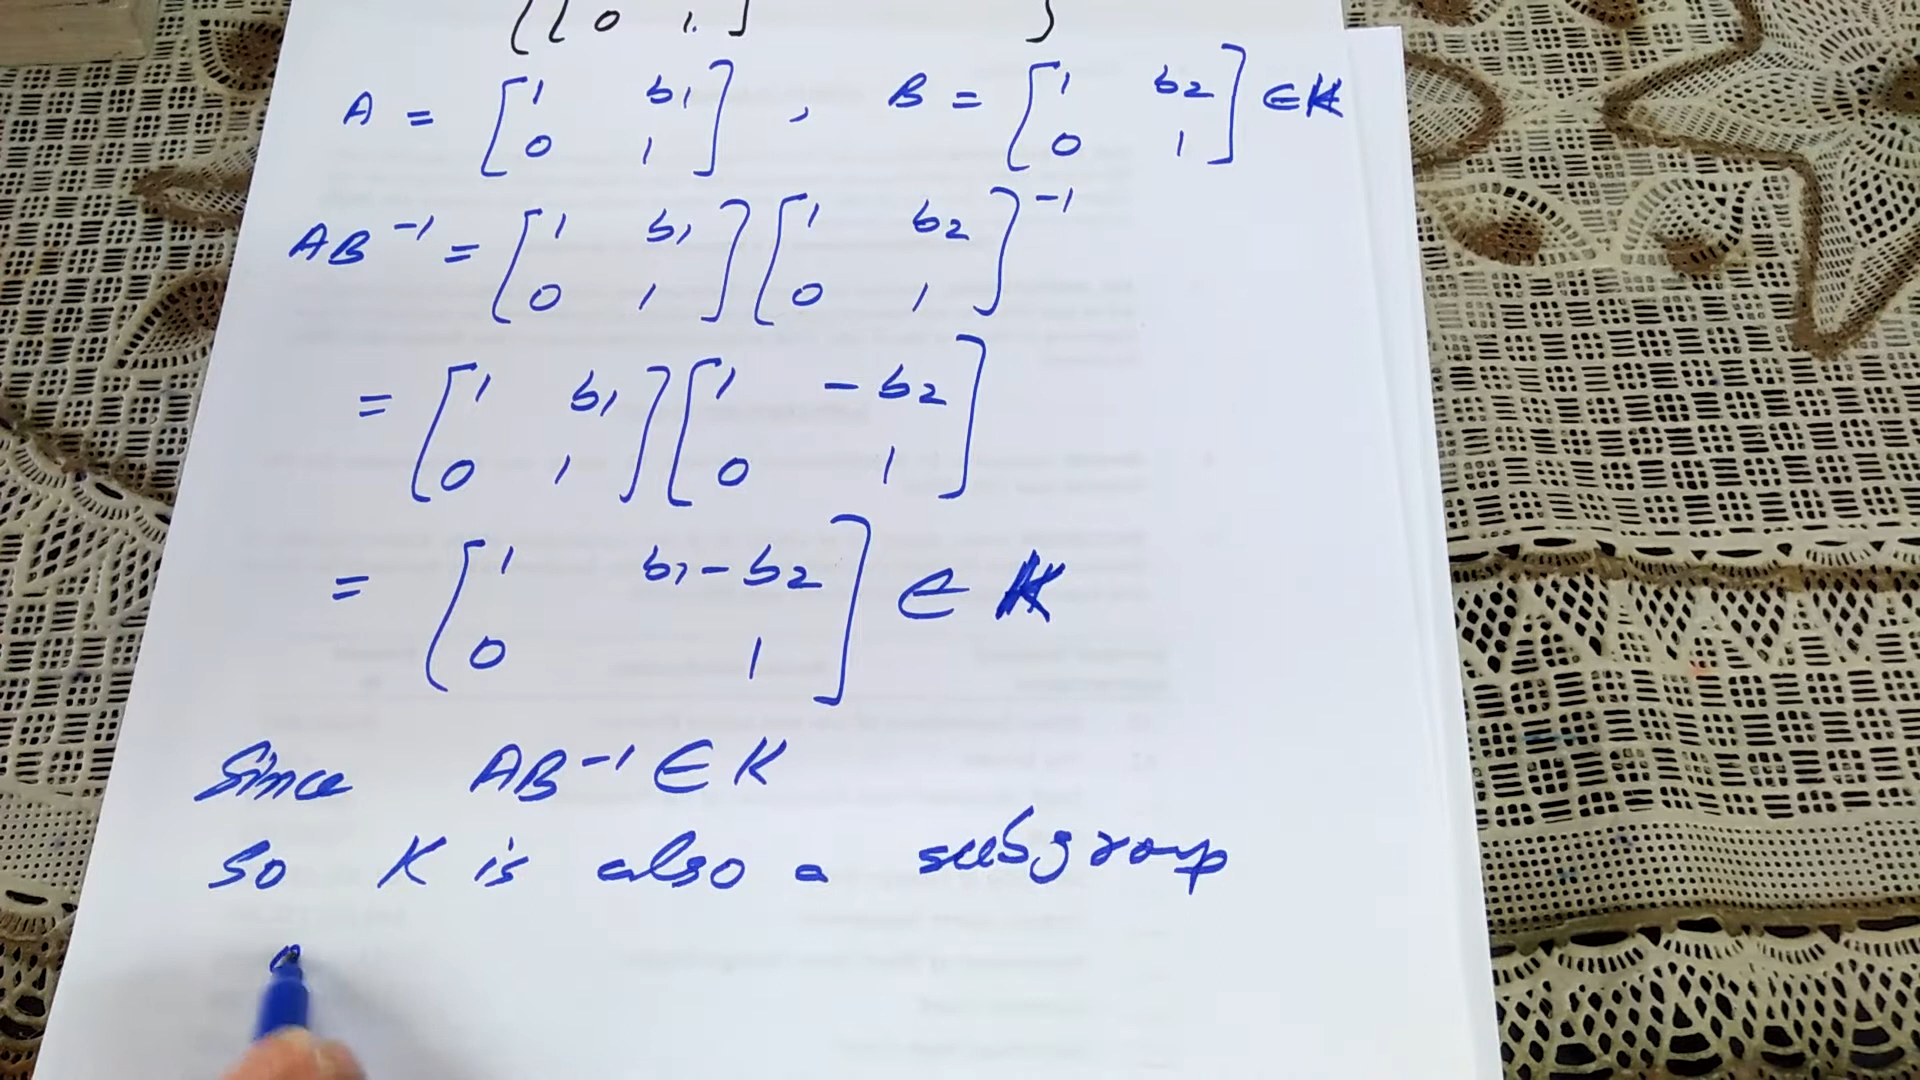 [0 1]
A = [1 b1], B = [1 b2] ∈ K
[0 1] [0 1]
AB⁻¹ = [1 b1] [1 b2]⁻¹
[0 1] [0 1]
= [1 b1] [1 -b2]
[0 1] [0 1]
= [1 b1-b2] ∈ K
[0 1]
Since AB⁻¹ ∈ K
So K is also a subgroup